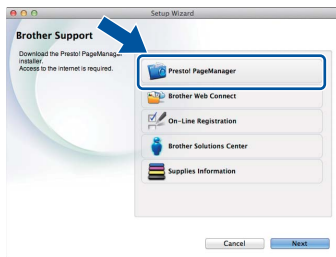 Setup Wizard
Brother Support
Download the Presto! PageManager
installer.
Access to the internet is required.
Presto! PageManager
Brother Web Connect
On-Line Registration
Brother Solutions Center
Supplies Information
Cancel
Next